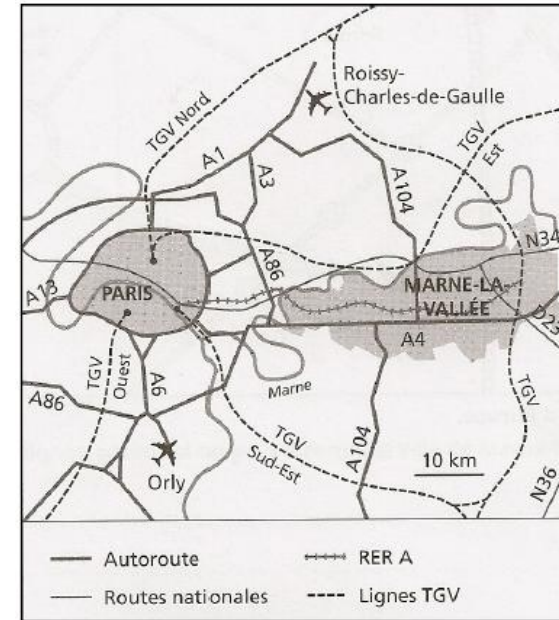 Roissy-
Charles-de-Gaulle
TGV Nord
TGV
Est
A1
A3
A104
A86
N34
A13
PARIS
MARNE-LA-
VALLÉE
A4
TGV
Ouest
A6
Marne
A86
TGV
Sud-Est
A104
TGV
Orly
10 km
N36
Autoroute
RER A
Routes nationales
Lignes TGV